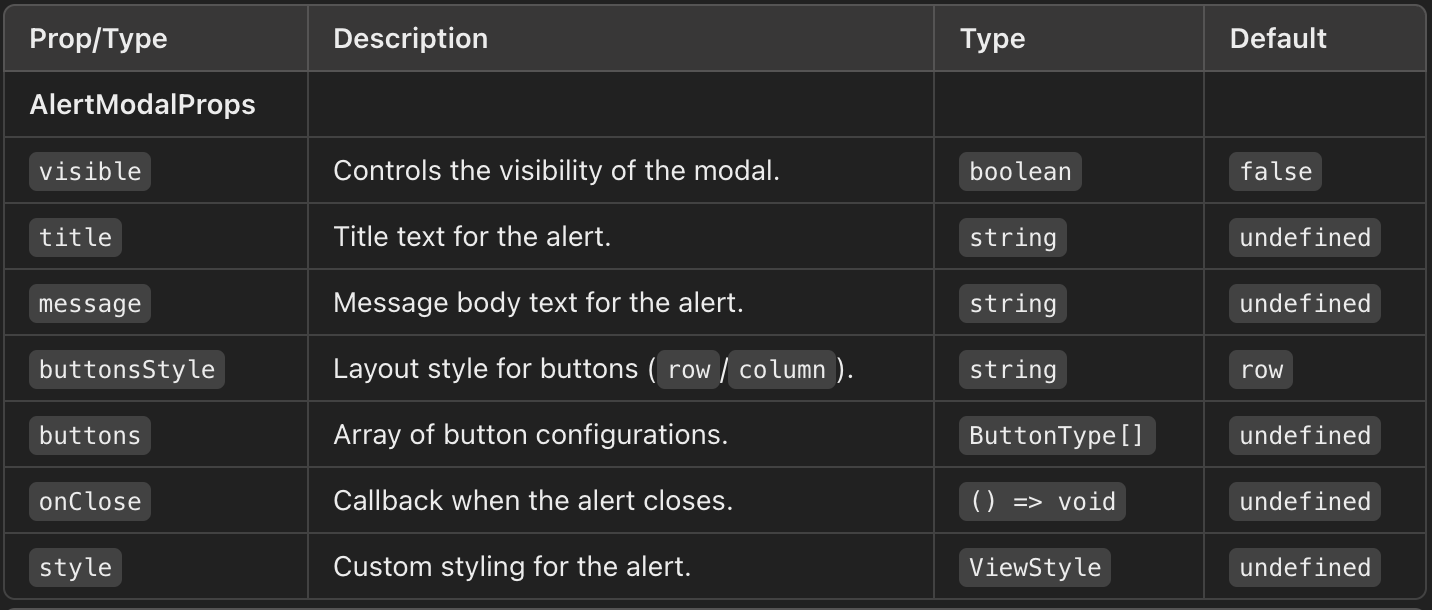 Prop/Type Description Type Default
AlertModalProps
visible Controls the visibility of the modal. boolean false
title Title text for the alert. string undefined
message Message body text for the alert. string undefined
buttonsStyle Layout style for buttons (row/column). string row
buttons Array of button configurations. ButtonType[] undefined
onClose Callback when the alert closes. () => void undefined
style Custom styling for the alert. ViewStyle undefined